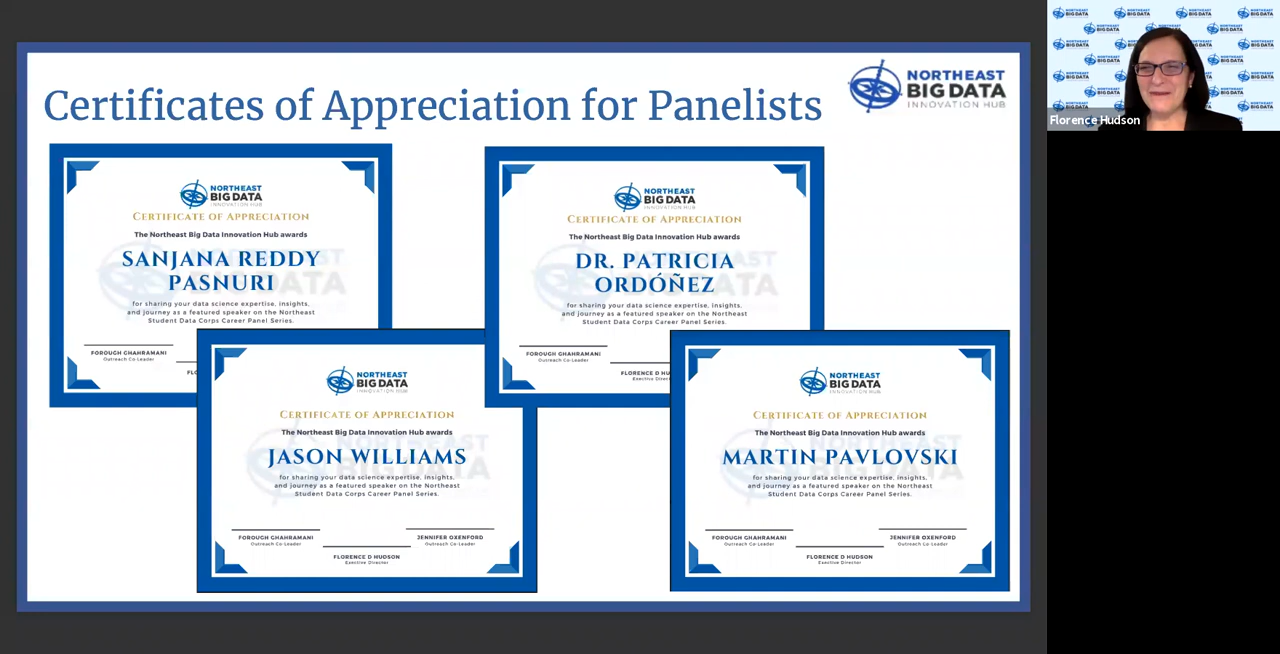 Certificates of Appreciation for Panelists
NORTHEAST
BIG DATA
INNOVATION HUB
NORTHEAST
BIG DATA
INNOVATION HUB
CERTIFICATE OF APPRECIATION
The Northeast Big Data Innovation Hub awards
SANJANA REDDY
PASNURI
for sharing your data science expertise, insights,
and journey as a featured speaker on the Northeast
Student Data Corps Career Panel Series.
FOROUGH GHAHRAMANI
Outreach Co-Leader
NORTHEAST
BIG DATA
INNOVATION HUB
CERTIFICATE OF APPRECIATION
The Northeast Big Data Innovation Hub awards
DR. PATRICIA
ORDÓÑEZ
for sharing your data science expertise, insights,
and journey as a featured speaker on the Northeast
Student Data Corps Career Panel Series.
FOROUGH GHAHRAMANI
Outreach Co-Leader
FLORENCE D HU
NORTHEAST
BIG DATA
INNOVATION HUB
CERTIFICATE OF APPRECIATION
The Northeast Big Data Innovation Hub awards
JASON WILLIAMS
for sharing your data science expertise, insights,
and journey as a featured speaker on the Northeast
Student Data Corps Career Panel Series.
FOROUGH GHAHRAMANI
Outreach Co-Leader
JENNIFER OXENFORD
Outreach Co-Leader
FLORENCE D HUDSON
Executive Director
NORTHEAST
BIG DATA
INNOVATION HUB
CERTIFICATE OF APPRECIATION
The Northeast Big Data Innovation Hub awards
MARTIN PAVLOVSKI
for sharing your data science expertise, insights,
and journey as a featured speaker on the Northeast
Student Data Corps Career Panel Series.
FOROUGH GHAHRAMANI
Outreach Co-Leader
JENNIFER OXENFORD
Outreach Co-Leader
FLORENCE D HUDSON
Executive Director
Florence Hudson